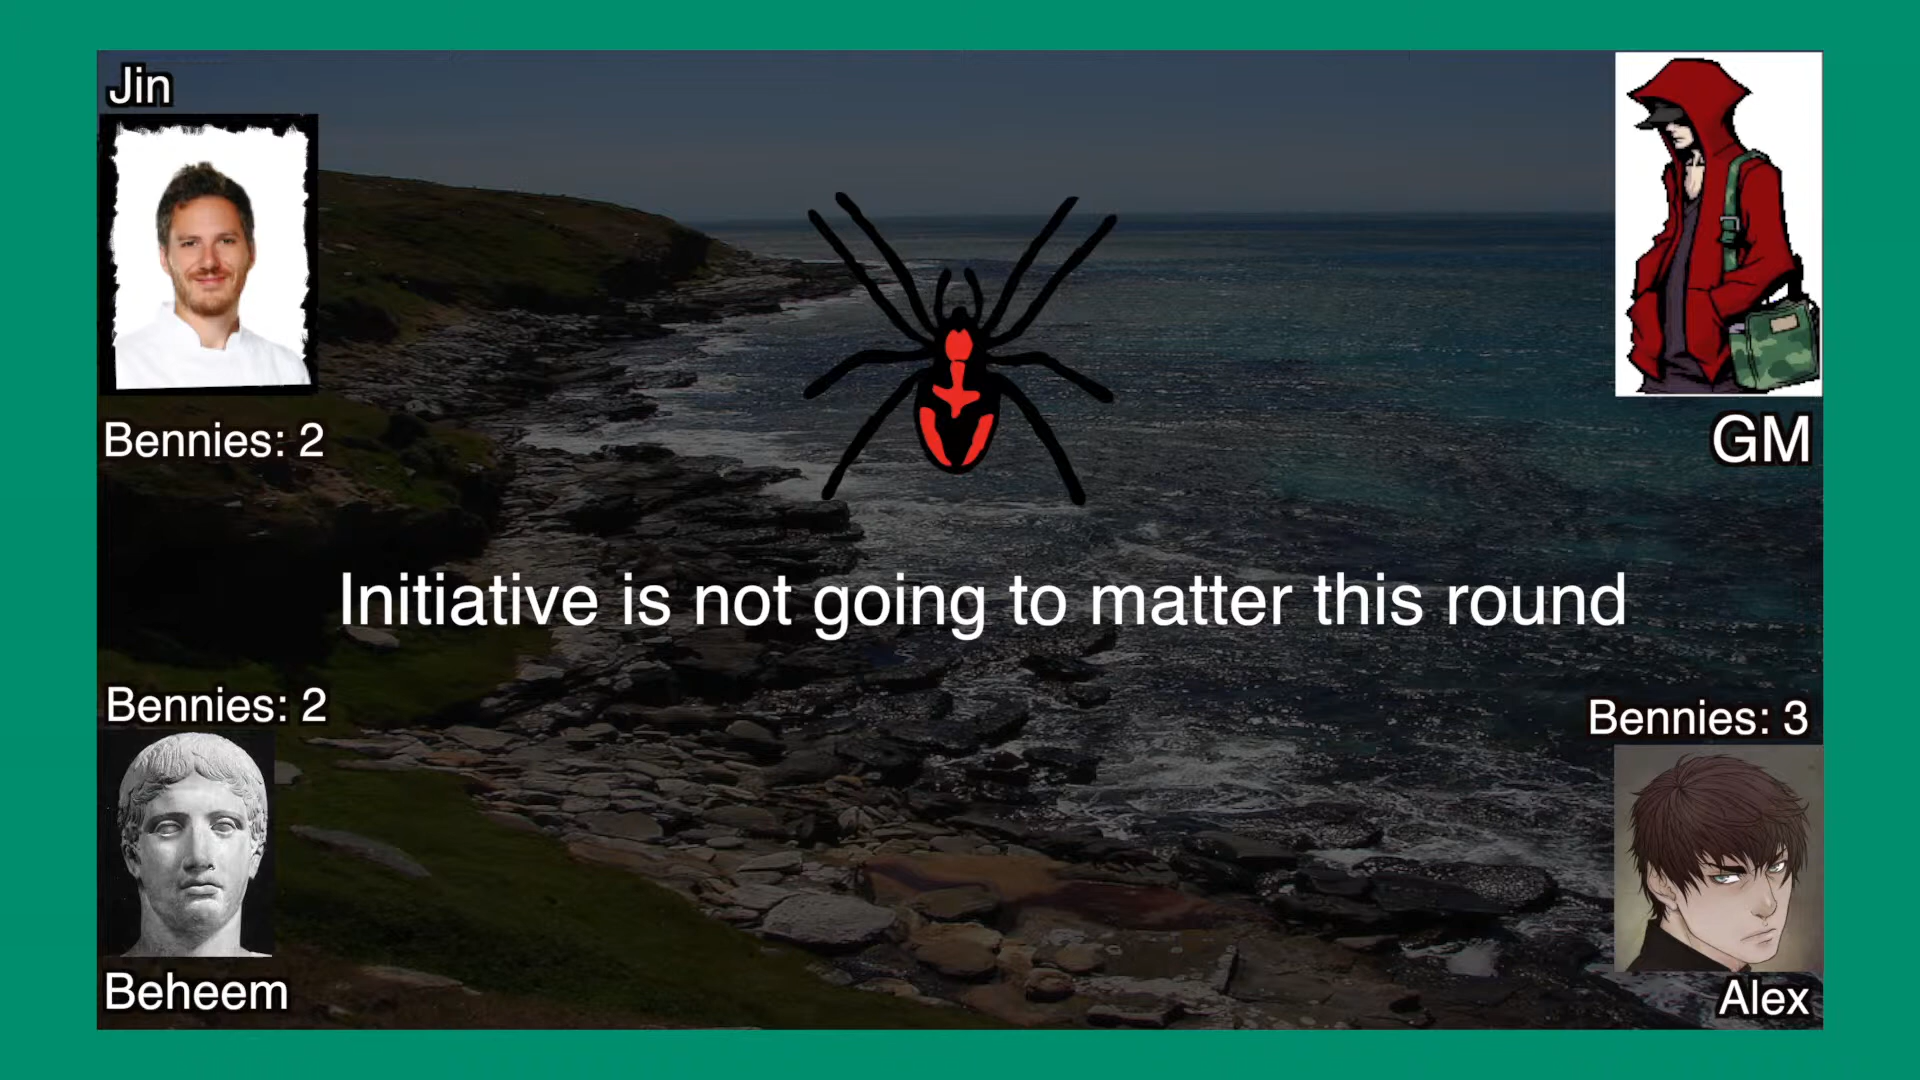 Jin
Bennies: 2
GM
Initiative is not going to matter this round
Bennies: 2
Beheem
Bennies: 3
Alex